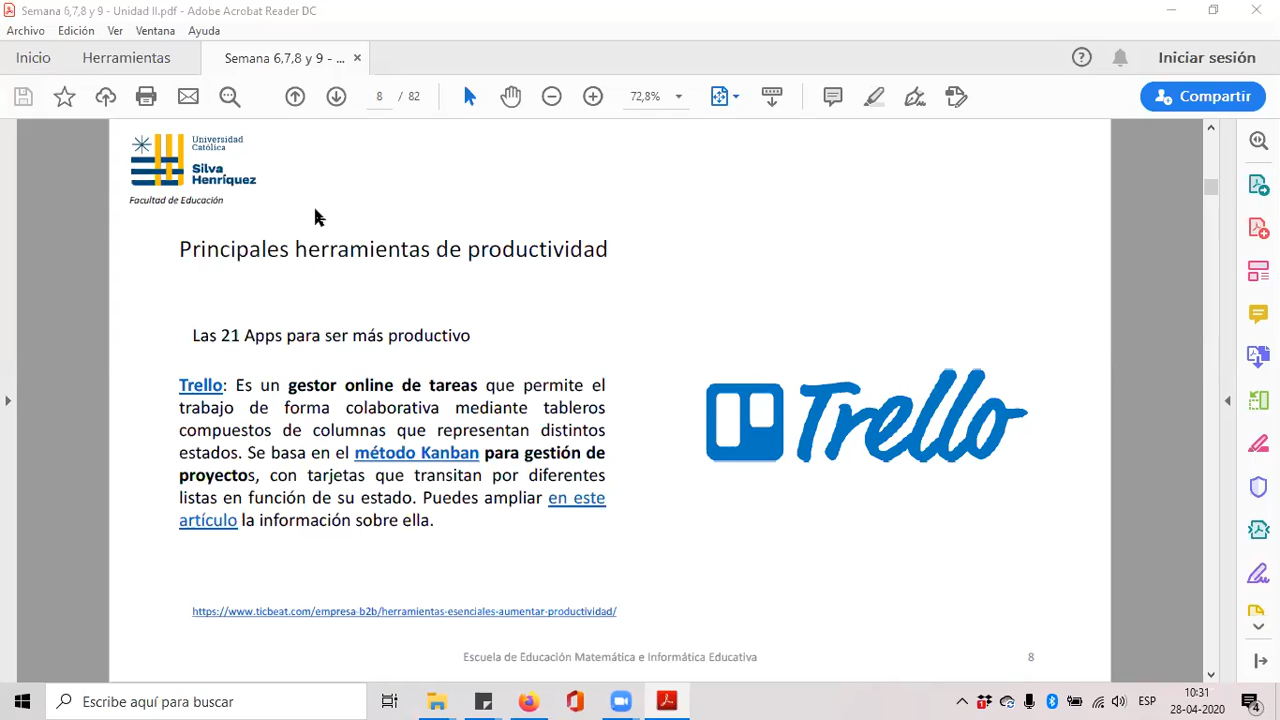 Semana 6,7,8 y 9 - Unidad II.pdf - Adobe Acrobat Reader DC
Archivo Edición Ver Ventana Ayuda
Inicio Herramientas Semana 6,7,8 y 9 - ... × Iniciar sesión
8 / 82 72,8% Compartir
Universidad
Católica
Silva
Henríquez
Facultad de Educación
Principales herramientas de productividad
Las 21 Apps para ser más productivo
Trello: Es un gestor online de tareas que permite el
trabajo de forma colaborativa mediante tableros
compuestos de columnas que representan distintos
estados. Se basa en el método Kanban para gestión de
proyectos, con tarjetas que transitan por diferentes
listas en función de su estado. Puedes ampliar en este
artículo la información sobre ella.
Trello
https://www.ticbeat.com/empresa-b2b/herramientas-esenciales-aumentar-productividad/
Escuela de Educación Matemática e Informática Educativa 8
Escribe aquí para buscar
ESP
10:31
28-04-2020
4